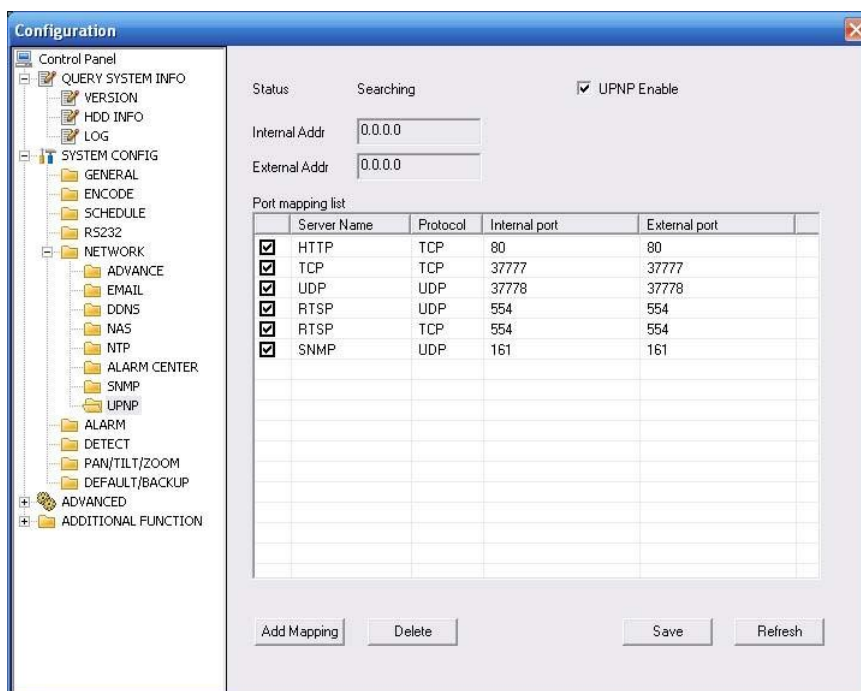 Configuration
Control Panel
QUERY SYSTEM INFO
VERSION
HDD INFO
LOG
SYSTEM CONFIG
GENERAL
ENCODE
SCHEDULE
RS232
NETWORK
ADVANCE
EMAIL
DDNS
NAS
NTP
ALARM CENTER
SNMP
UPNP
ALARM
DETECT
PAN/TILT/ZOOM
DEFAULT/BACKUP
ADVANCED
ADDITIONAL FUNCTION
Status Searching UPNP Enable
Internal Addr 0.0.0.0
External Addr 0.0.0.0
Port mapping list
Server Name Protocol Internal port External port
HTTP TCP 80 80
TCP TCP 37777 37777
UDP UDP 37778 37778
RTSP UDP 554 554
RTSP TCP 554 554
SNMP UDP 161 161
Add Mapping Delete Save Refresh